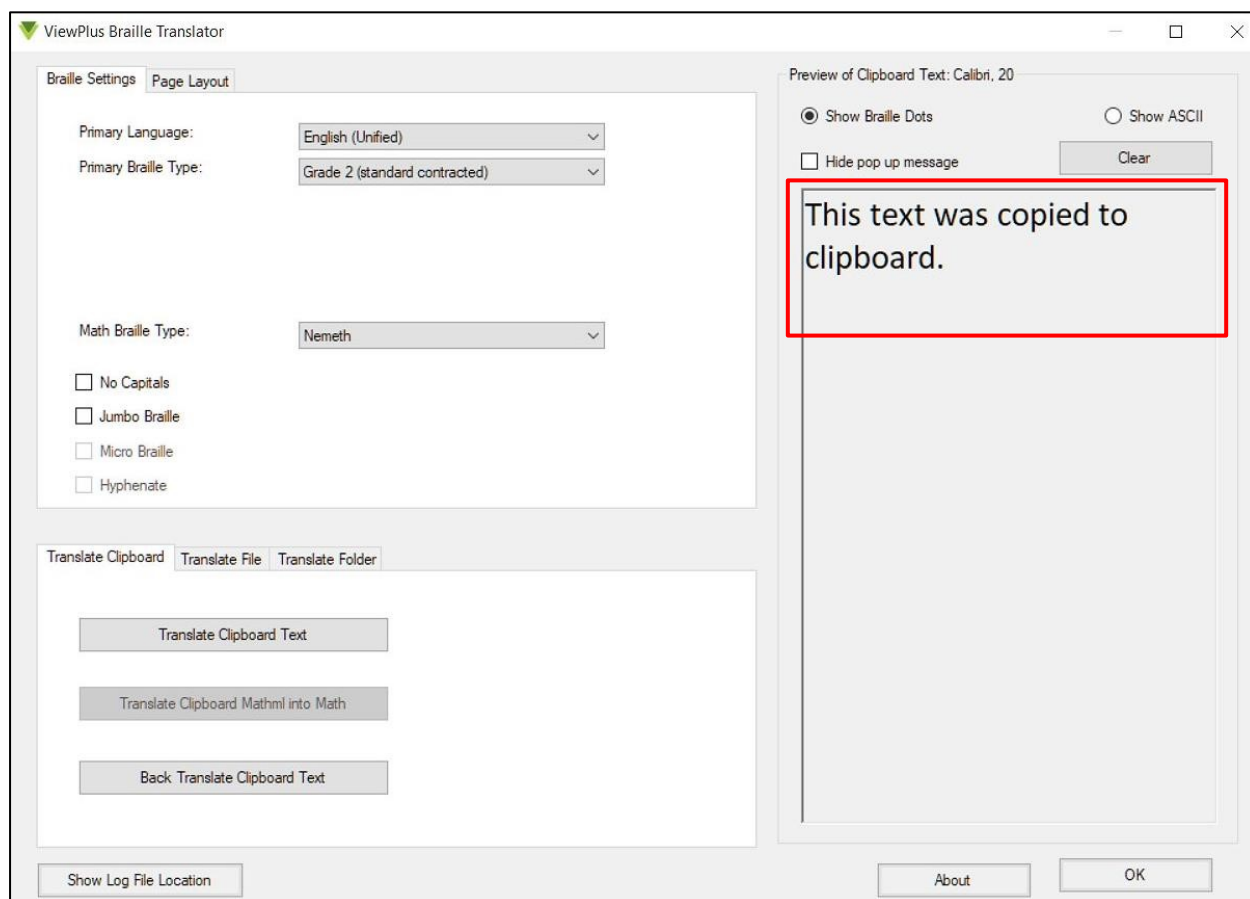 ViewPlus Braille Translator
Braille Settings
Page Layout
Primary Language:
English (Unified)
Primary Braille Type:
Grade 2 (standard contracted)
Math Braille Type:
Nemeth
No Capitals
Jumbo Braille
Micro Braille
Hyphenate
Translate Clipboard
Translate File
Translate Folder
Translate Clipboard Text
Translate Clipboard Mathml into Math
Back Translate Clipboard Text
Show Log File Location
Preview of Clipboard Text: Calibri, 20
Show Braille Dots
Show ASCII
Hide pop up message
Clear
This text was copied to
clipboard.
About
OK